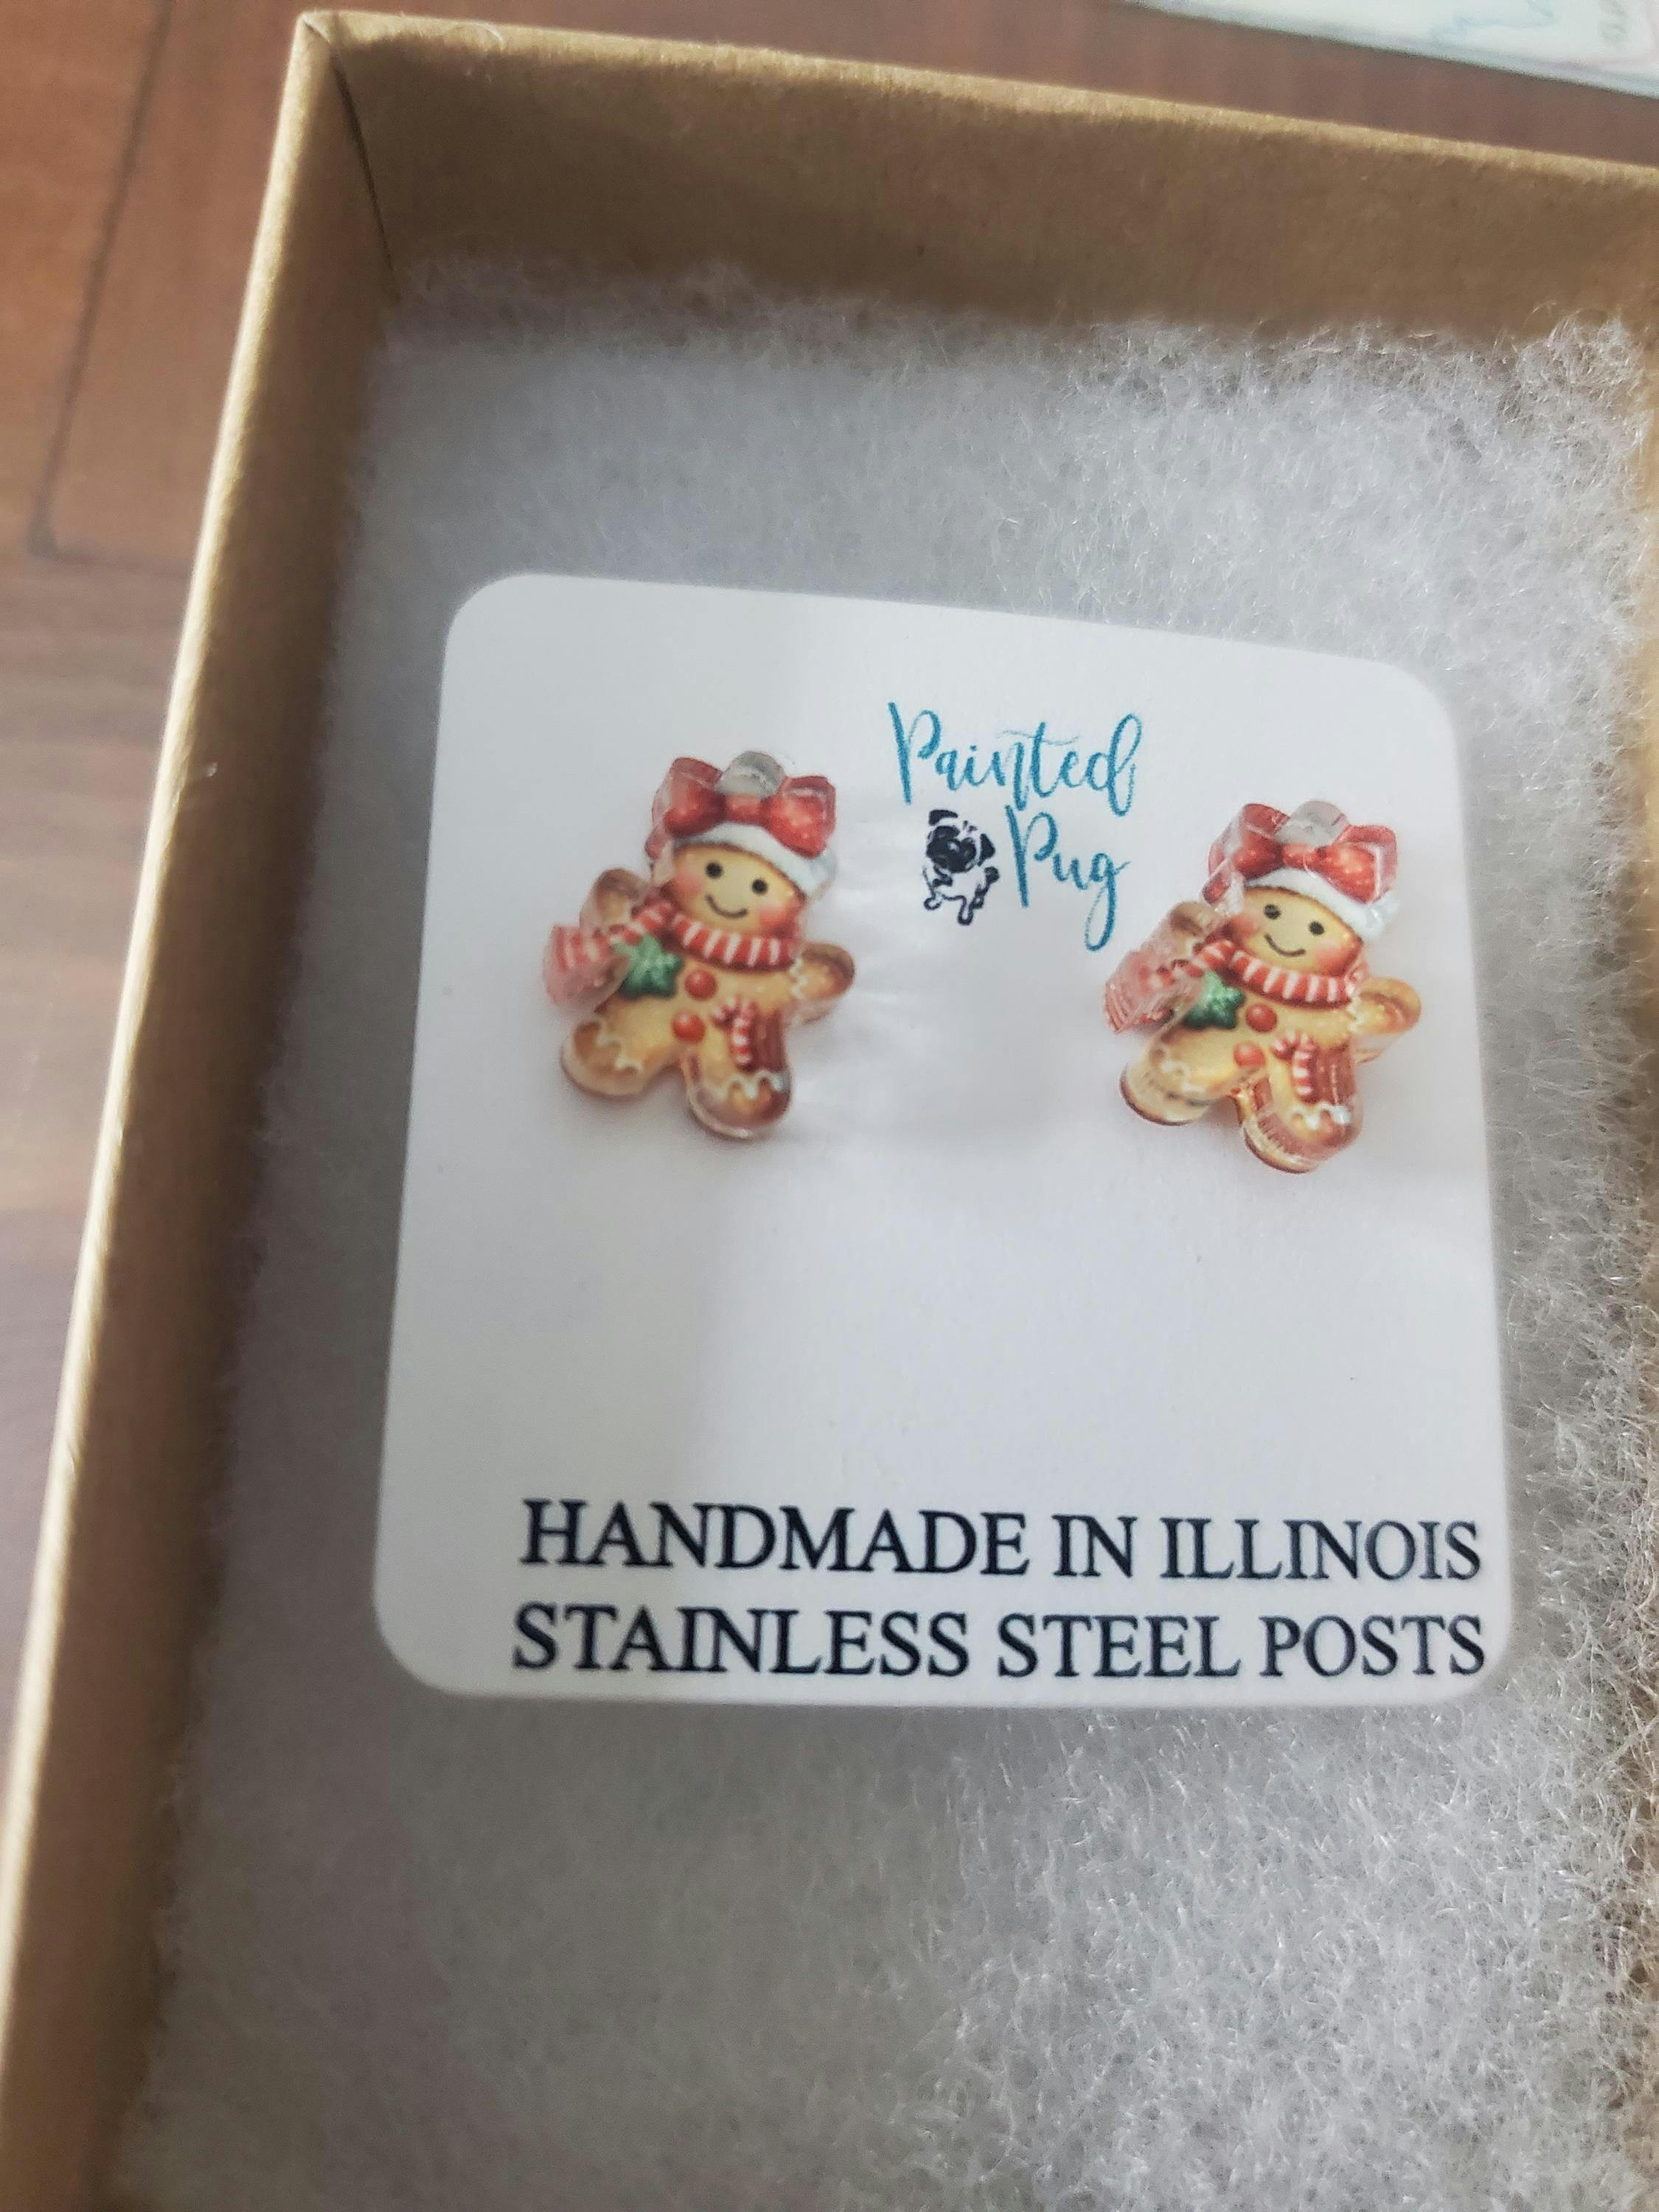 Painted
Pug
HANDMADE IN ILLINOIS
STAINLESS STEEL POSTS